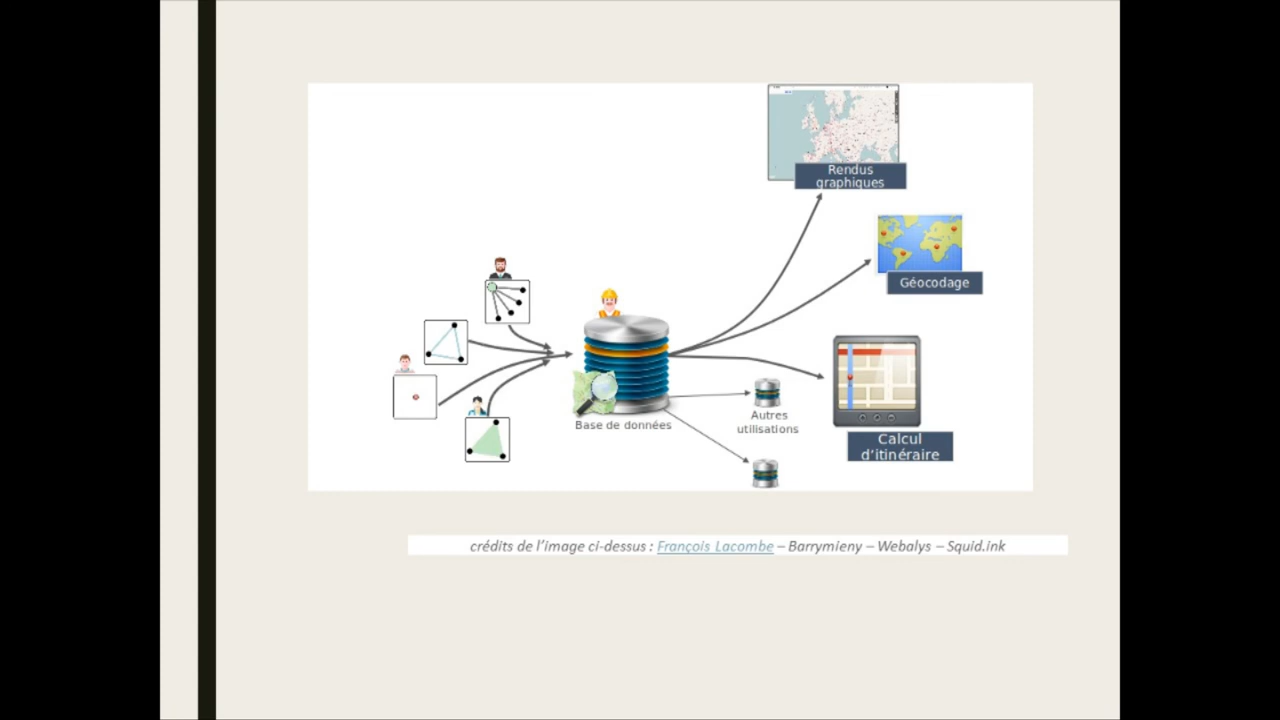 Rendus
graphiques
Géocodage
Calcul
d'itinéraire
Base de données
Autres
utilisations
crédits de l'image ci-dessus : François Lacombe – Barrymieny – Webalys – Squid.ink